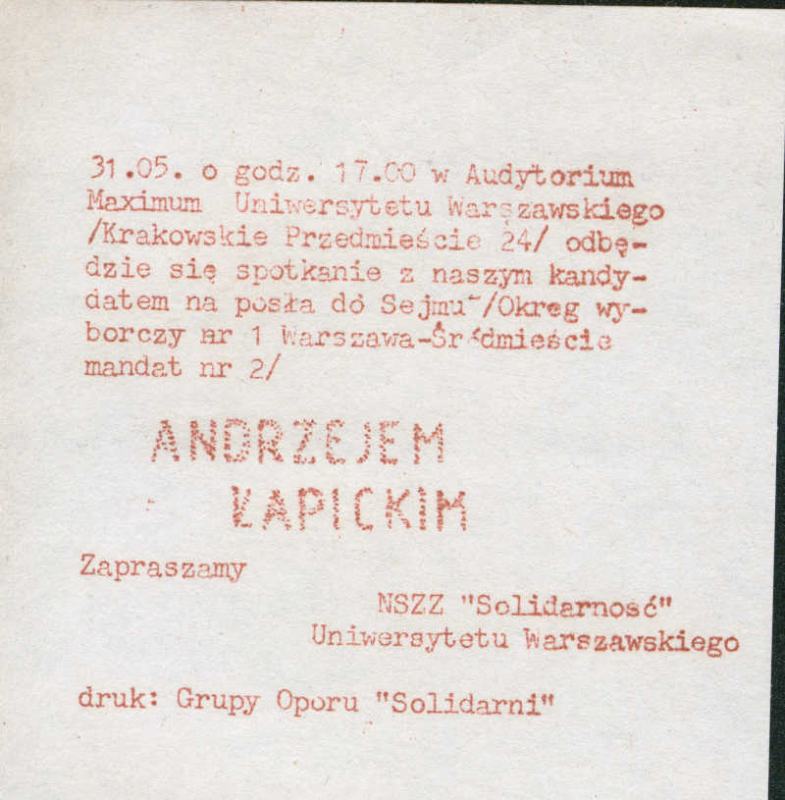 31.05. o godz. 17.00 w Audytorium
Maximum Uniwersytetu Warszawskiego
/Krakowskie Przedmieście 24/ odbę-
dzie się spotkanie z naszym kandy-
datem na posła do Sejmu /Okręg wy-
borczy nr 1 Warszawa-Śródmieście
mandat nr 2/
ANDRZEJEM
ŁAPICKIM
Zapraszamy
NSZZ "Solidarność"
Uniwersytetu Warszawskiego
druk: Grupy Oporu "Solidarni"